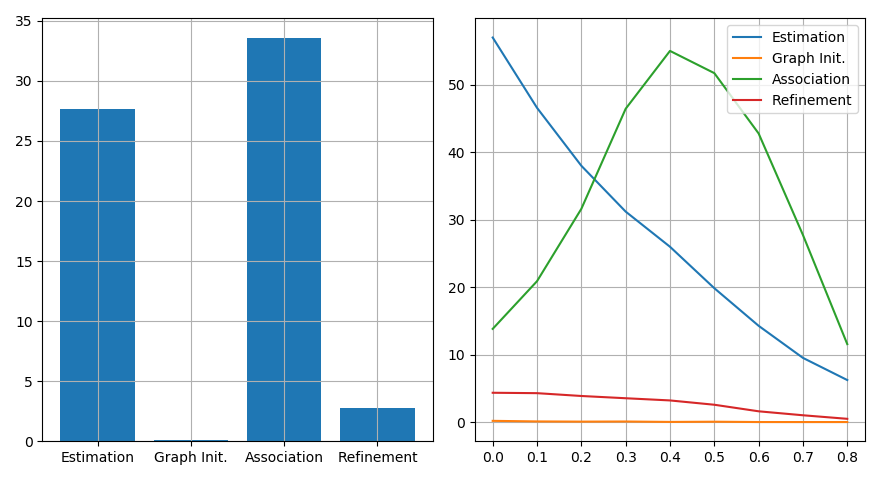 35
30
25
20
15
10
5
0
Estimation Graph Init. Association Refinement
50
40
30
20
10
0
0.0 0.1 0.2 0.3 0.4 0.5 0.6 0.7 0.8
Estimation
Graph Init.
Association
Refinement